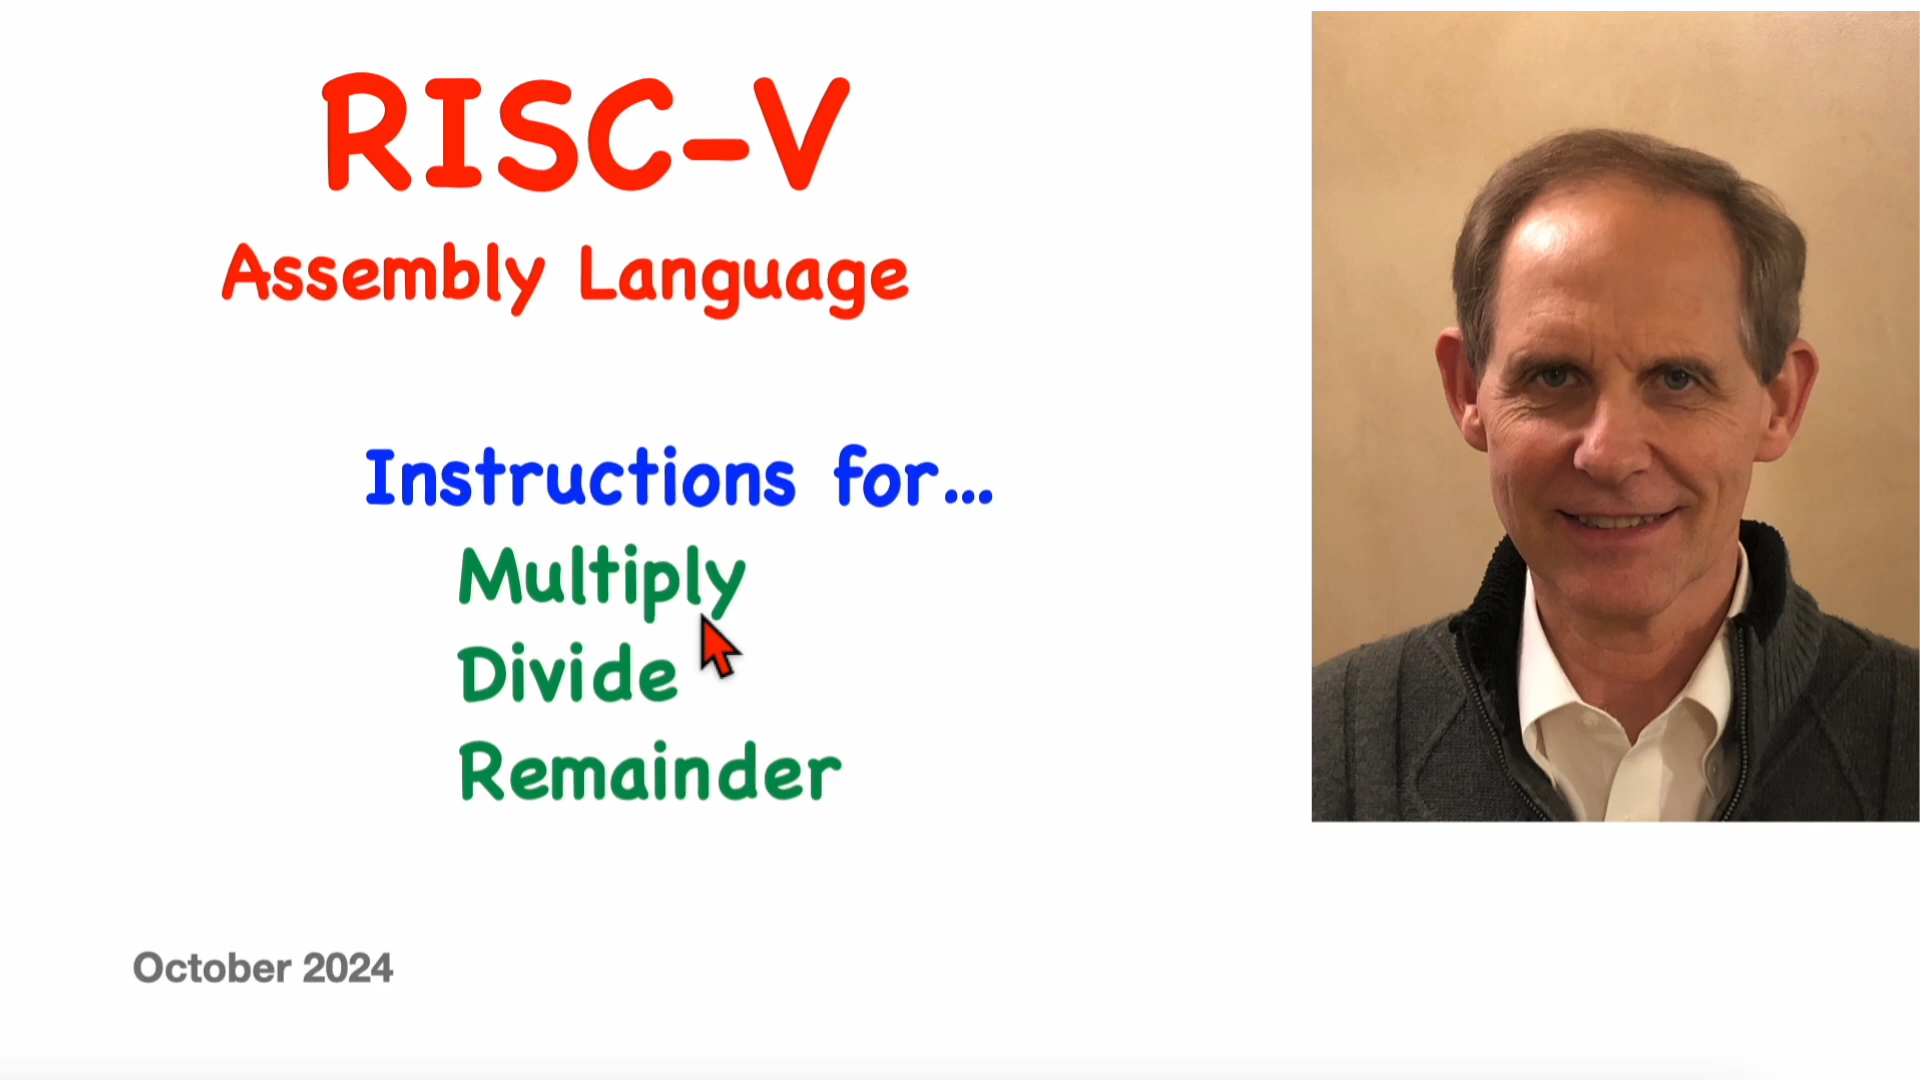 RISC-V
Assembly Language
Instructions for...
Multiply
Divide
Remainder
October 2024